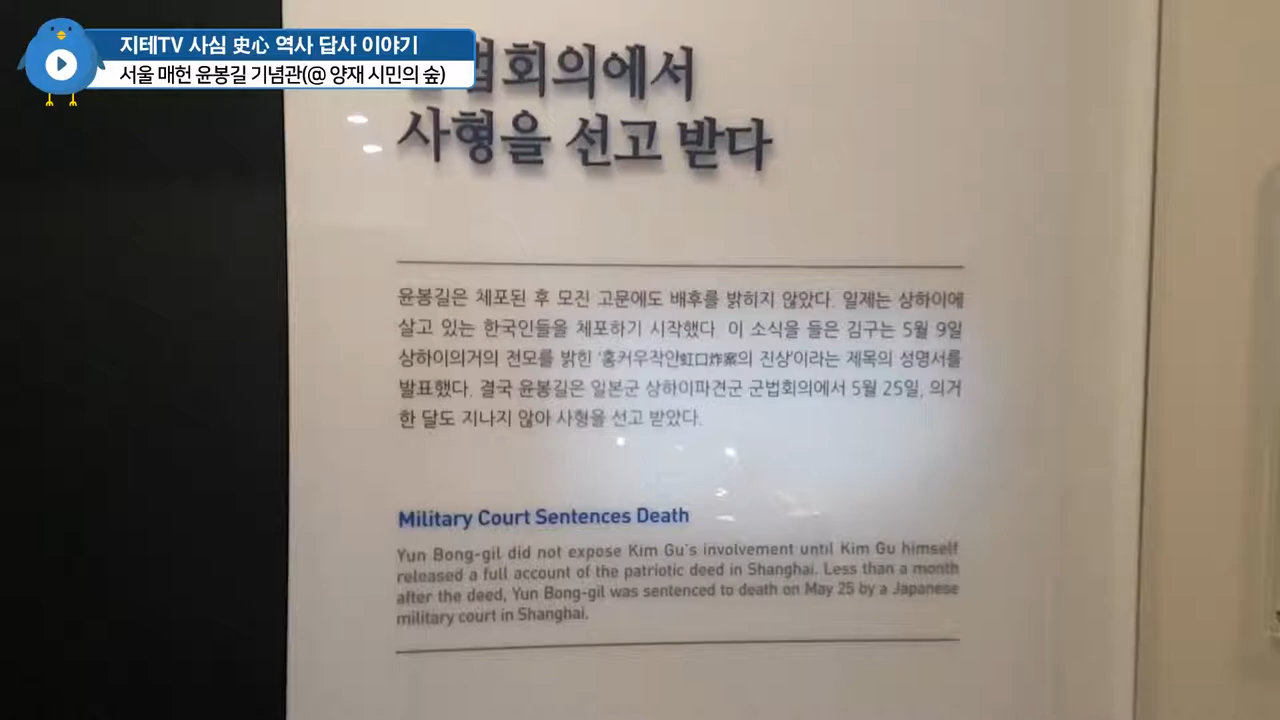 지테TV 사심 史心 역사 답사 이야기
서울 매헌 윤봉길 기념관(@ 양재 시민의 숲)
법회의에서
사형을 선고 받다
윤봉길은 체포된 후 모진 고문에도 배후를 밝히지 않았다. 일제는 상하이에
살고 있는 한국인들을 체포하기 시작했다 이 소식을 들은 김구는 5월 9일
상하이의거의 전모를 밝힌 '홍커우작안虹口炸案의 진상'이라는 제목의 성명서를
발표했다. 결국 윤봉길은 일본군 상하이파견군 군법회의에서 5월 25일, 의거
한 달도 지나지 않아 사형을 선고 받았다.
Military Court Sentences Death
Yun Bong-gil did not expose Kim Gu's involvement until Kim Gu himself
released a full account of the patriotic deed in Shanghai. Less than a month
after the deed, Yun Bong-gil was sentenced to death on May 25 by a Japanese
military court in Shanghai.